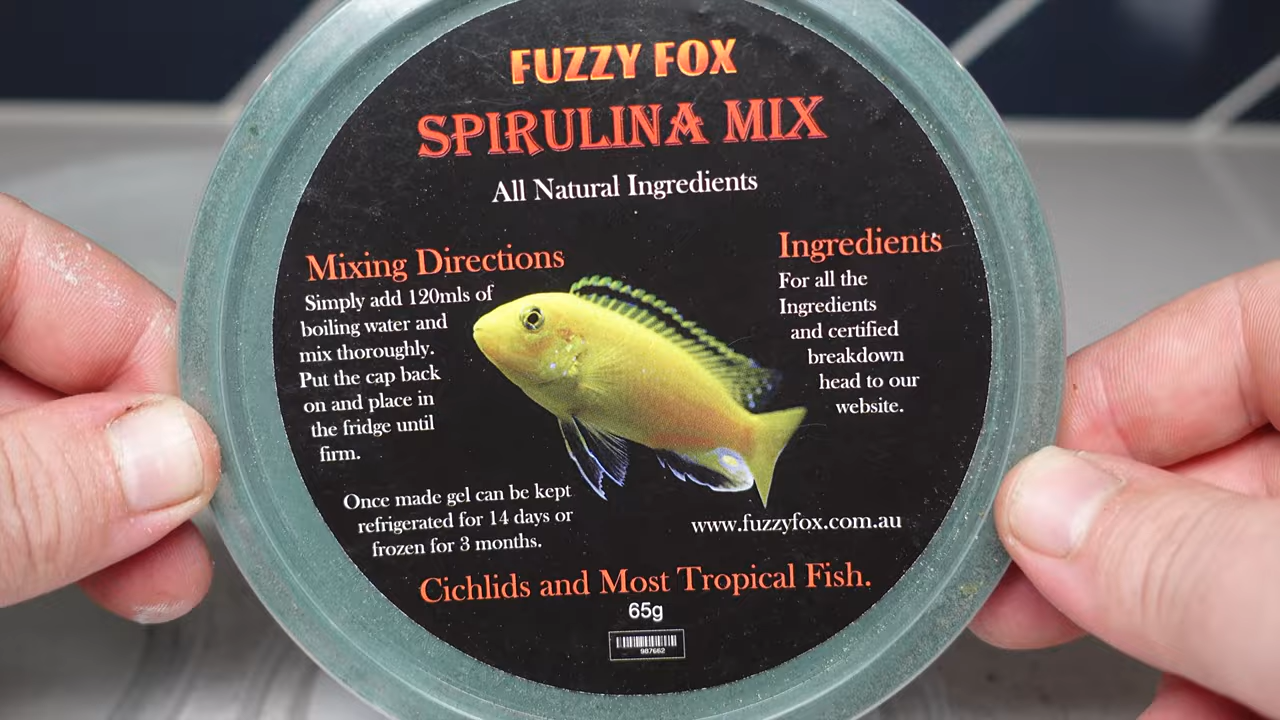 FUZZY FOX
SPIRULINA MIX
All Natural Ingredients
Mixing Directions
Simply add 120mls of
boiling water and
mix thoroughly.
Put the cap back
on and place in
the fridge until
firm.
Once made gel can be kept
refrigerated for 14 days or
frozen for 3 months.
Ingredients
For all the
Ingredients
and certified
breakdown
head to our
website.
www.fuzzyfox.com.au
Cichlids and Most Tropical Fish.
65g
987662